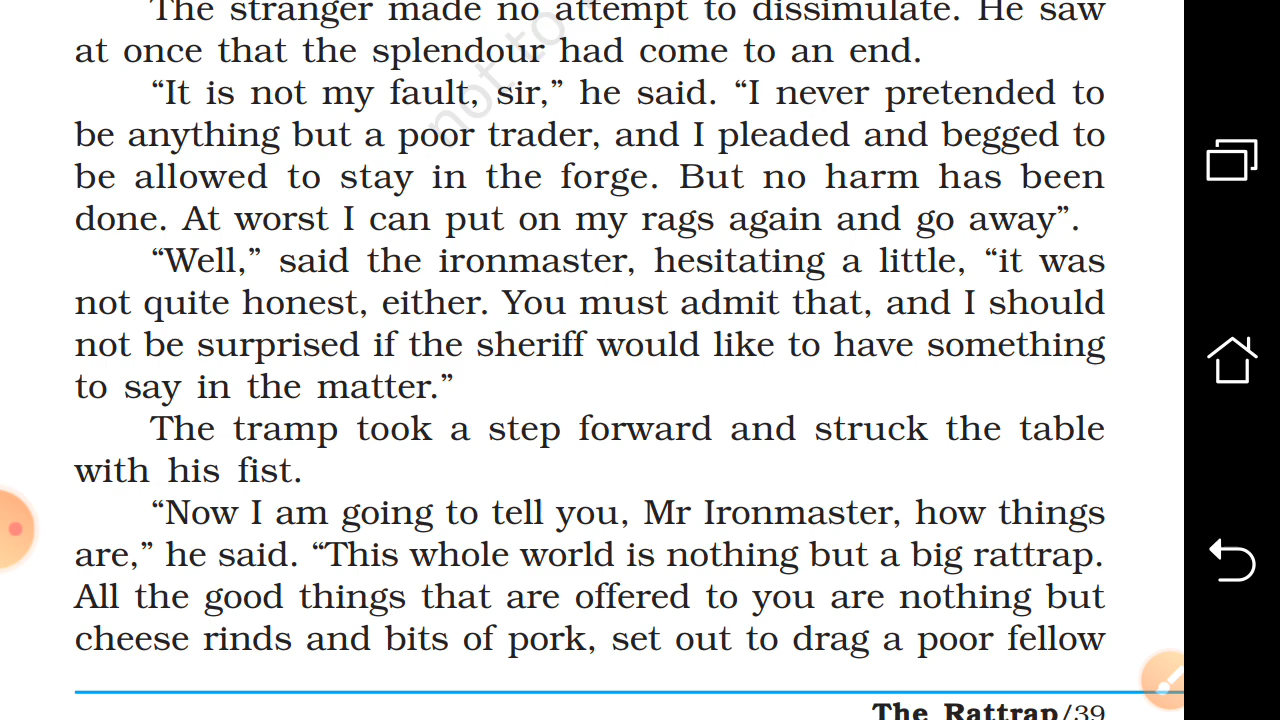 The stranger made no attempt to dissimulate. He saw
at once that the splendour had come to an end.
“It is not my fault, sir,” he said. “I never pretended to
be anything but a poor trader, and I pleaded and begged to
be allowed to stay in the forge. But no harm has been
done. At worst I can put on my rags again and go away”.
“Well,” said the ironmaster, hesitating a little, “it was
not quite honest, either. You must admit that, and I should
not be surprised if the sheriff would like to have something
to say in the matter.”
The tramp took a step forward and struck the table
with his fist.
“Now I am going to tell you, Mr Ironmaster, how things
are,” he said. “This whole world is nothing but a big rattrap.
All the good things that are offered to you are nothing but
cheese rinds and bits of pork, set out to drag a poor fellow
The Rattrap/39
not to